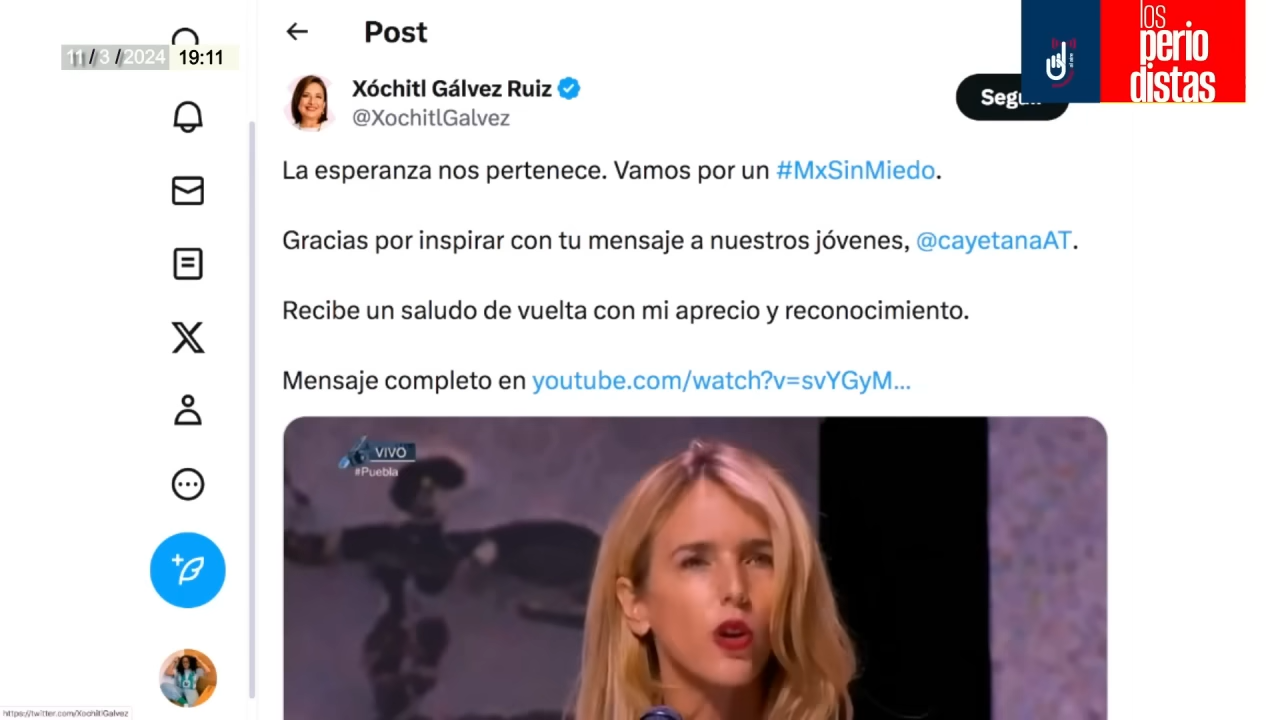 Post
los
perio
distas
11/3/2024 19:11
Xóchitl Gálvez Ruiz
@XochitlGalvez
La esperanza nos pertenece. Vamos por un #MxSinMiedo.
Gracias por inspirar con tu mensaje a nuestros jóvenes, @cayetanaAT.
Recibe un saludo de vuelta con mi aprecio y reconocimiento.
Mensaje completo en youtube.com/watch?v=svYGyM...
VIVO
#Puebla
https://twitter.com/XochitlGalvez